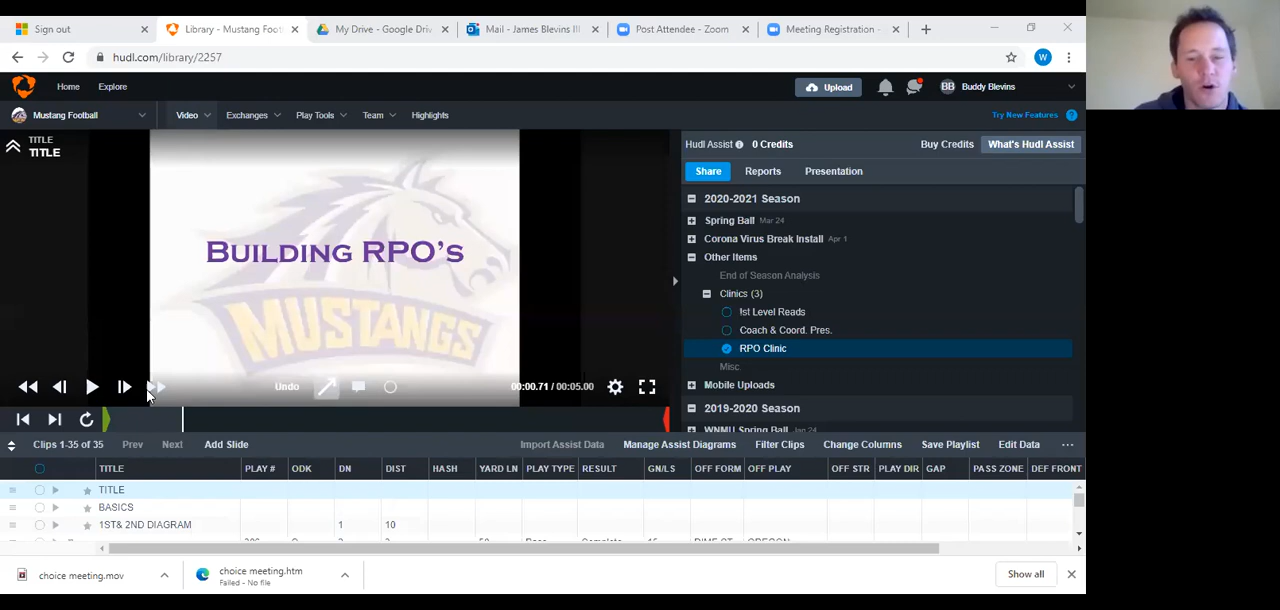 Sign out
Library - Mustang Foot
My Drive - Google Driv
Mail - James Blevins III
Post Attendee - Zoom
Meeting Registration -
hudl.com/library/2257
W
Home
Explore
Upload
BB
Buddy Blevins
Mustang Football
Video
Exchanges
Play Tools
Team
Highlights
Try New Features
TITLE
TITLE
BUILDING RPO'S
MUSTANGS
Undo
00:00.71 / 00:05.00
Hudl Assist
0 Credits
Buy Credits
What's Hudl Assist
Share
Reports
Presentation
2020-2021 Season
Spring Ball Mar 24
Corona Virus Break Install Apr 1
Other Items
End of Season Analysis
Clinics (3)
!st Level Reads
Coach & Coord. Pres.
RPO Clinic
Misc.
Mobile Uploads
2019-2020 Season
WNMU Spring Ball Jan 24
Clips 1-35 of 35
Prev
Next
Add Slide
Import Assist Data
Manage Assist Diagrams
Filter Clips
Change Columns
Save Playlist
Edit Data
TITLE PLAY # ODK DN DIST HASH YARD LN PLAY TYPE RESULT GN/LS OFF FORM OFF PLAY OFF STR PLAY DIR GAP PASS ZONE DEF FRONT
TITLE
BASICS
1ST& 2ND DIAGRAM 1 10
choice meeting.mov
choice meeting.htm
Failed - No file
Show all